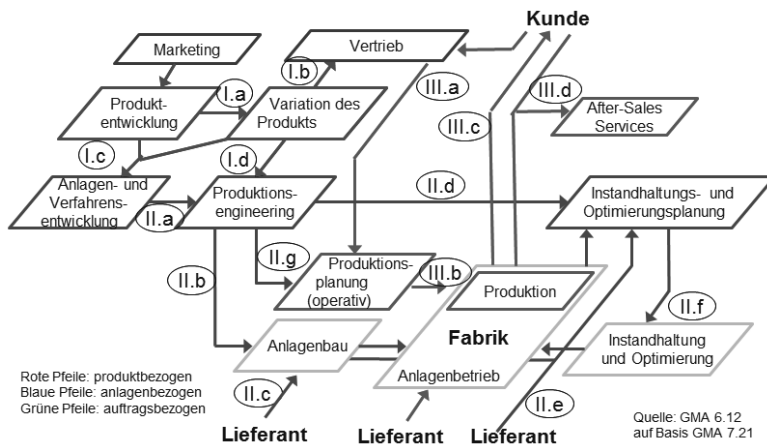 Kunde
Marketing
Vertrieb
I.b
III.a
III.d
I.a
Produkt-
entwicklung
Variation des
Produkts
III.c
After-Sales
Services
I.c
I.d
Anlagen- und
Verfahrens-
entwicklung
II.a
Produktions-
engineering
II.d
Instandhaltungs- und
Optimierungsplanung
II.b
II.g
Produktions-
planung
(operativ)
III.b
Produktion
II.f
Anlagenbau
Fabrik
Instandhaltung
und Optimierung
Anlagenbetrieb
Rote Pfeile: produktbezogen
Blaue Pfeile: anlagenbezogen
Grüne Pfeile: auftragsbezogen
II.c
II.e
Lieferant
Lieferant
Lieferant
Quelle: GMA 6.12
auf Basis GMA 7.21